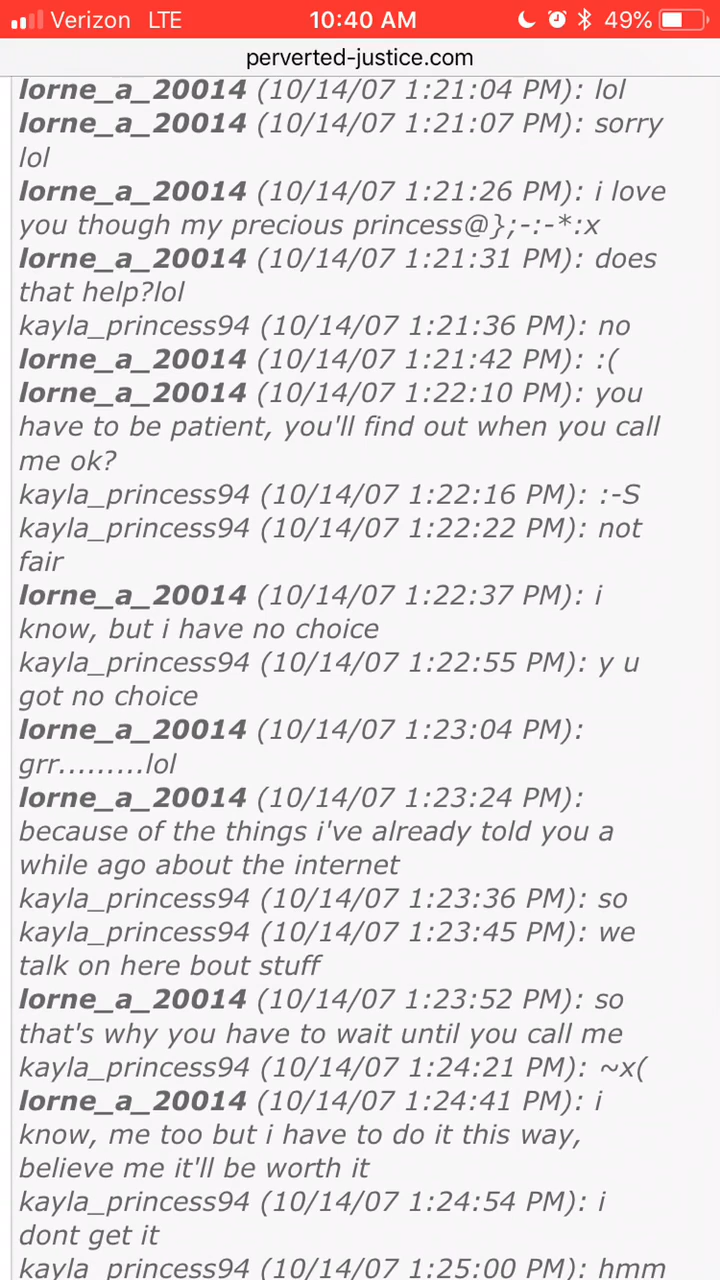 Verizon LTE 10:40 AM 49%
perverted-justice.com
lorne_a_20014 (10/14/07 1:21:04 PM): lol
lorne_a_20014 (10/14/07 1:21:07 PM): sorry
lol
lorne_a_20014 (10/14/07 1:21:26 PM): i love
you though my precious princess@};-:-*:x
lorne_a_20014 (10/14/07 1:21:31 PM): does
that help?lol
kayla_princess94 (10/14/07 1:21:36 PM): no
lorne_a_20014 (10/14/07 1:21:42 PM): :(
lorne_a_20014 (10/14/07 1:22:10 PM): you
have to be patient, you'll find out when you call
me ok?
kayla_princess94 (10/14/07 1:22:16 PM): :-S
kayla_princess94 (10/14/07 1:22:22 PM): not
fair
lorne_a_20014 (10/14/07 1:22:37 PM): i
know, but i have no choice
kayla_princess94 (10/14/07 1:22:55 PM): y u
got no choice
lorne_a_20014 (10/14/07 1:23:04 PM):
grr.........lol
lorne_a_20014 (10/14/07 1:23:24 PM):
because of the things i've already told you a
while ago about the internet
kayla_princess94 (10/14/07 1:23:36 PM): so
kayla_princess94 (10/14/07 1:23:45 PM): we
talk on here bout stuff
lorne_a_20014 (10/14/07 1:23:52 PM): so
that's why you have to wait until you call me
kayla_princess94 (10/14/07 1:24:21 PM): ~x(
lorne_a_20014 (10/14/07 1:24:41 PM): i
know, me too but i have to do it this way,
believe me it'll be worth it
kayla_princess94 (10/14/07 1:24:54 PM): i
dont get it
kayla_princess94 (10/14/07 1:25:00 PM): hmm